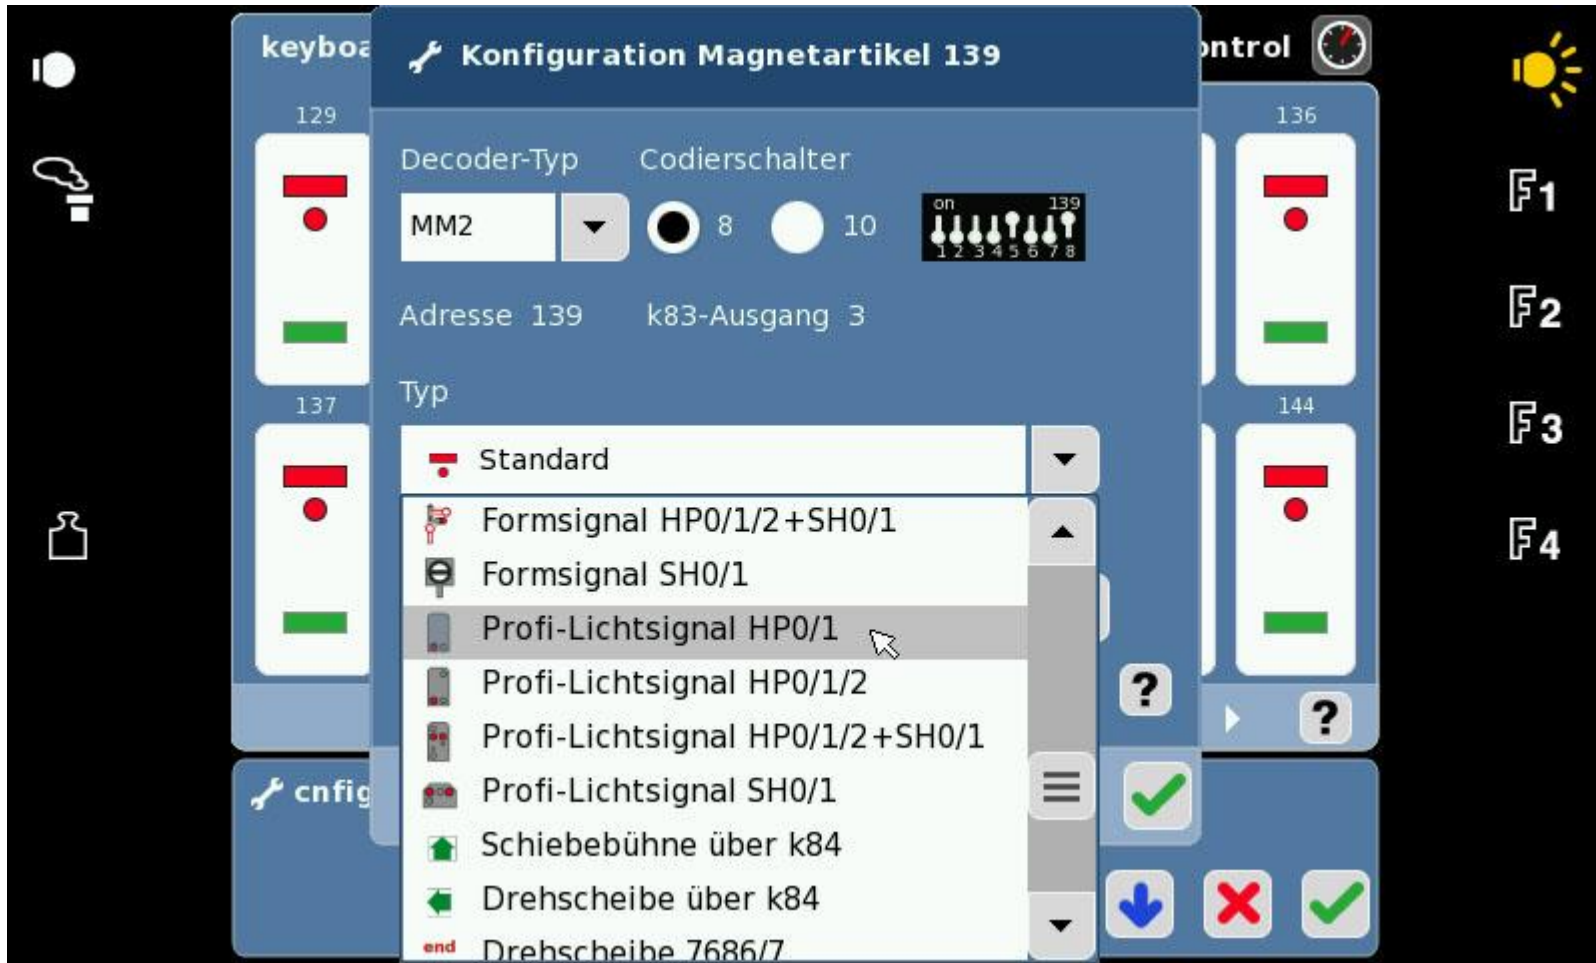 keyboa
Konfiguration Magnetartikel 139
ontrol
129
136
Decoder-Typ
Codierschalter
MM2
8
10
on 139
1 2 3 4 5 6 7 8
F1
F2
F3
F4
Adresse 139
k83-Ausgang 3
Typ
137
144
Standard
Formsignal HP0/1/2+SH0/1
Formsignal SH0/1
Profi-Lichtsignal HP0/1
Profi-Lichtsignal HP0/1/2
Profi-Lichtsignal HP0/1/2+SH0/1
Profi-Lichtsignal SH0/1
Schiebebühne über k84
Drehscheibe über k84
end Drehscheibe 7686/7
?
?
cnfig